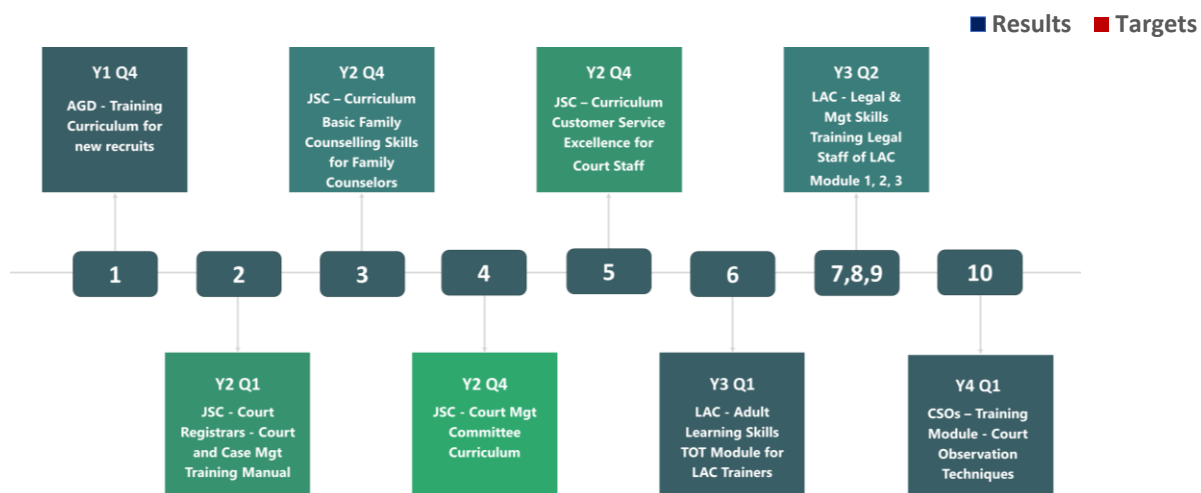 Results Targets
Y1 Q4
AGD - Training
Curriculum for
new recruits
Y2 Q4
JSC – Curriculum
Basic Family
Counselling Skills
for Family
Counselors
Y2 Q4
JSC – Curriculum
Customer Service
Excellence for
Court Staff
Y3 Q2
LAC - Legal &
Mgt Skills
Training Legal
Staff of LAC
Module 1, 2, 3
1
2
3
4
5
6
7,8,9
10
Y2 Q1
JSC - Court
Registrars - Court
and Case Mgt
Training Manual
Y2 Q4
JSC - Court Mgt
Committee
Curriculum
Y3 Q1
LAC - Adult
Learning Skills
TOT Module for
LAC Trainers
Y4 Q1
CSOs – Training
Module - Court
Observation
Techniques